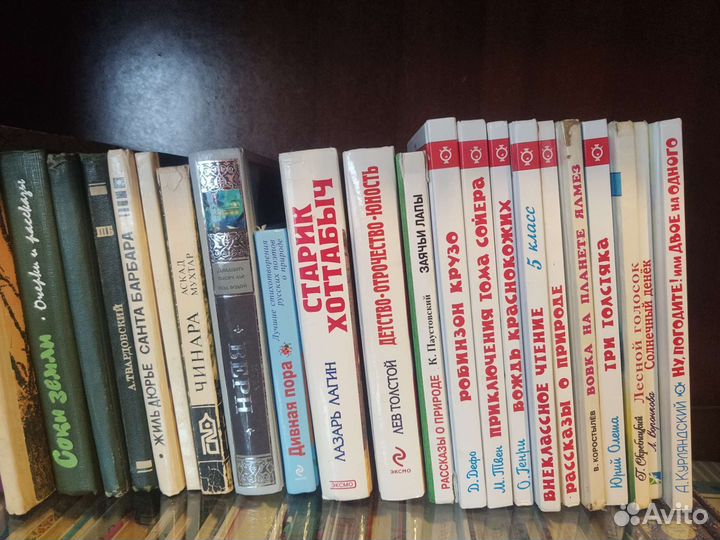 Соки земли • Очерки и рассказы
А. ТВАРДОВСКИЙ
• ЖИЛЬ ДЮРЬЕ САНТА БАРБАРА
ЧИНАРА
АСКАД
МУХТАР
ВЕРН
Дивная пора
Лучшие стихотворения
русских поэтов
о природе
СТАРИК
ХОТТАБЫЧ
ЛАЗАРЬ ЛАГИН
ЭКСМО
ДЕТСТВО • ОТРОЧЕСТВО • ЮНОСТЬ
ЛЕВ ТОЛСТОЙ
ЭКСМО
РАССКАЗЫ О ПРИРОДЕ К. Паустовский ЗАЯЧЬИ ЛАПЫ
Д. Дефо РОБИНЗОН КРУЗО
М. Твен ПРИКЛЮЧЕНИЯ ТОМА СОЙЕРА
О. Генри ВОЖДЬ КРАСНОКОЖИХ
ВНЕКЛАССНОЕ ЧТЕНИЕ 5 класс
РАССКАЗЫ О ПРИРОДЕ
В. КОРОСТЫЛЁВ ВОВКА НА ПЛАНЕТЕ ЯЛМЕЗ
Юрий Олеша ТРИ ТОЛСТЯКА
Г. Скребицкий Лесной голосок
Л. Воронкова Солнечный денёк
А. КУРЛЯНДСКИЙ НУ, ПОГОДИТЕ! ИЛИ ДВОЕ НА ОДНОГО
Avito